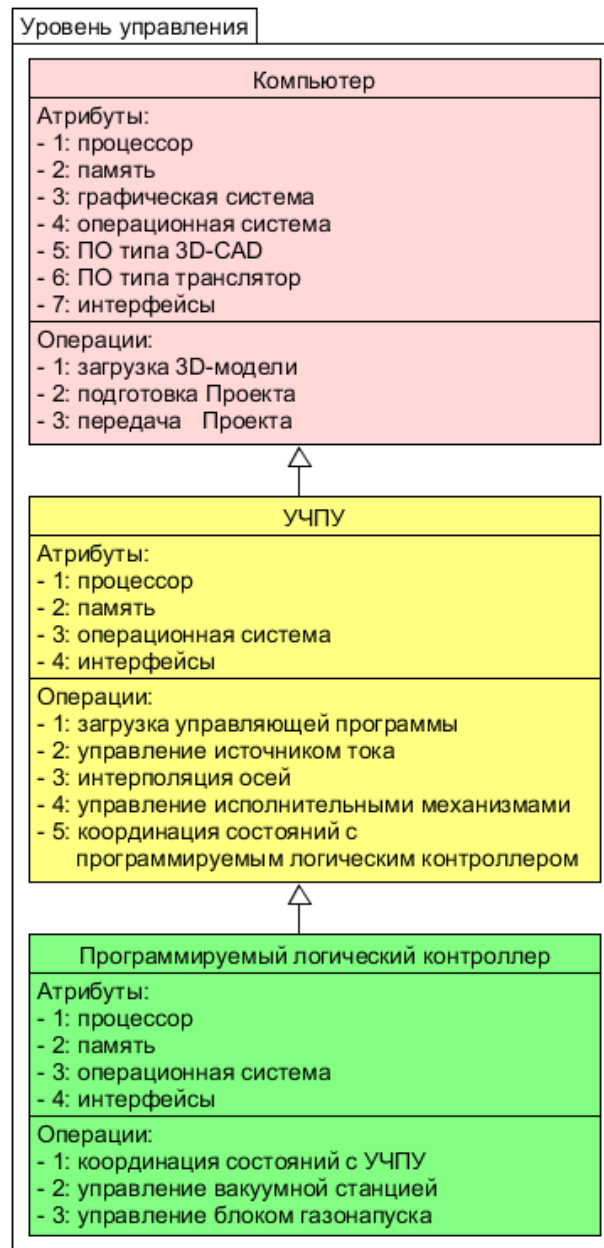 Уровень управления
Компьютер
Атрибуты:
- 1: процессор
- 2: память
- 3: графическая система
- 4: операционная система
- 5: ПО типа 3D-CAD
- 6: ПО типа транслятор
- 7: интерфейсы
Операции:
- 1: загрузка 3D-модели
- 2: подготовка Проекта
- 3: передача Проекта
УЧПУ
Атрибуты:
- 1: процессор
- 2: память
- 3: операционная система
- 4: интерфейсы
Операции:
- 1: загрузка управляющей программы
- 2: управление источником тока
- 3: интерполяция осей
- 4: управление исполнительными механизмами
- 5: координация состояний с
программируемым логическим контроллером
Программируемый логический контроллер
Атрибуты:
- 1: процессор
- 2: память
- 3: операционная система
- 4: интерфейсы
Операции:
- 1: координация состояний с УЧПУ
- 2: управление вакуумной станцией
- 3: управление блоком газонапуска